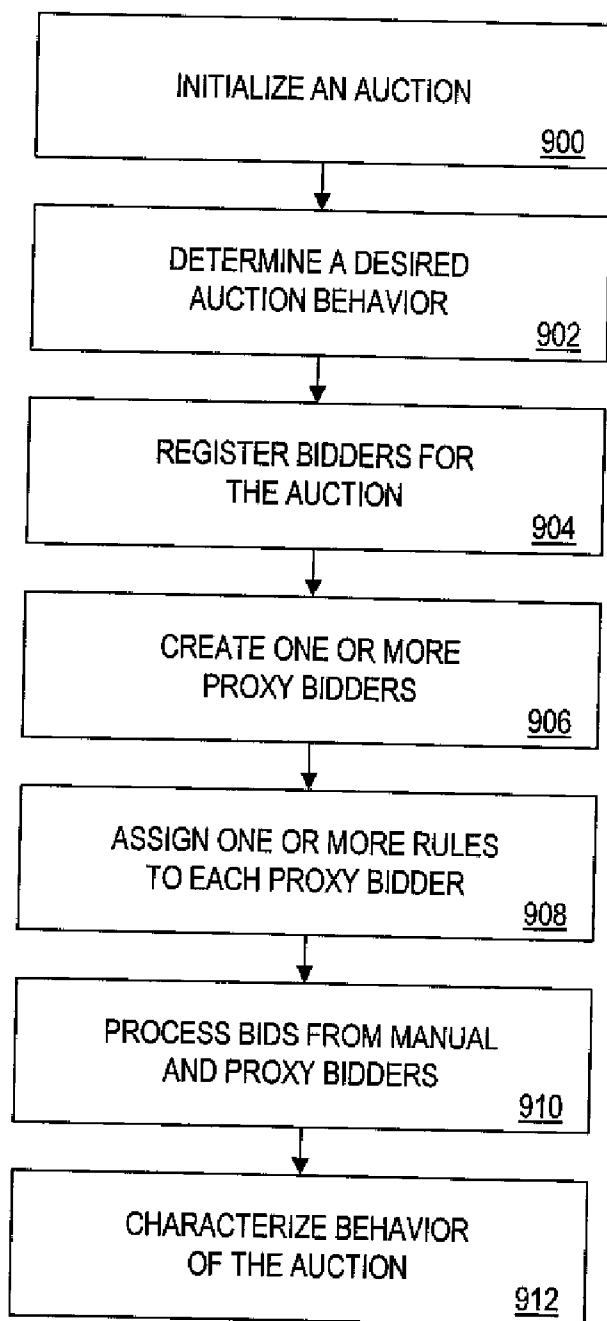 INITIALIZE AN AUCTION
900
DETERMINE A DESIRED
AUCTION BEHAVIOR
902
REGISTER BIDDERS FOR
THE AUCTION
904
CREATE ONE OR MORE
PROXY BIDDERS
906
ASSIGN ONE OR MORE RULES
TO EACH PROXY BIDDER
908
PROCESS BIDS FROM MANUAL
AND PROXY BIDDERS
910
CHARACTERIZE BEHAVIOR
OF THE AUCTION
912